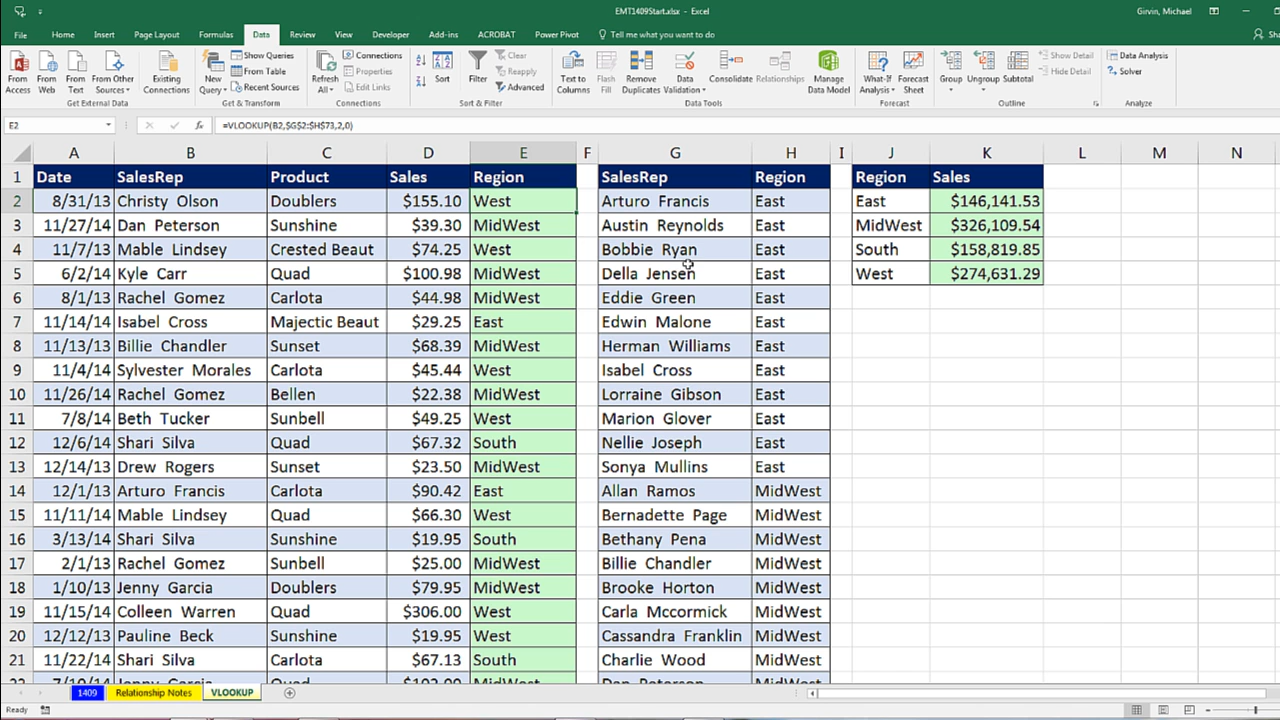 EMT1409Start.xlsx - Excel
Girvin, Michael
File Home Insert Page Layout Formulas Data Review View Developer Add-ins ACROBAT Power Pivot Tell me what you want to do
From Access
From Web
From Text
From Other Sources
Existing Connections
Get External Data
New Query
Show Queries
From Table
Recent Sources
Get & Transform
Refresh All
Connections
Properties
Edit Links
Connections
Sort
Filter
Clear
Reapply
Advanced
Sort & Filter
Text to Columns
Flash Fill
Remove Duplicates
Data Validation
Consolidate
Relationships
Manage Data Model
Data Tools
What-If Analysis
Forecast Sheet
Forecast
Group
Ungroup
Subtotal
Show Detail
Hide Detail
Outline
Data Analysis
Solver
Analyze
E2 fx =VLOOKUP(B2,$G$2:$H$73,2,0)
A B C D E F G H I J K L M N
1 Date SalesRep Product Sales Region SalesRep Region Region Sales
2 8/31/13 Christy Olson Doublers $155.10 West Arturo Francis East East $146,141.53
3 11/27/14 Dan Peterson Sunshine $39.30 MidWest Austin Reynolds East MidWest $326,109.54
4 11/7/13 Mable Lindsey Crested Beaut $74.25 West Bobbie Ryan East South $158,819.85
5 6/2/14 Kyle Carr Quad $100.98 MidWest Della Jensen East West $274,631.29
6 8/1/13 Rachel Gomez Carlota $44.98 MidWest Eddie Green East
7 11/14/14 Isabel Cross Majectic Beaut $29.25 East Edwin Malone East
8 11/13/13 Billie Chandler Sunset $68.39 MidWest Herman Williams East
9 11/4/14 Sylvester Morales Carlota $45.44 West Isabel Cross East
10 11/26/14 Rachel Gomez Bellen $22.38 MidWest Lorraine Gibson East
11 7/8/14 Beth Tucker Sunbell $49.25 West Marion Glover East
12 12/6/14 Shari Silva Quad $67.32 South Nellie Joseph East
13 12/14/13 Drew Rogers Sunset $23.50 MidWest Sonya Mullins East
14 12/1/13 Arturo Francis Carlota $90.42 East Allan Ramos MidWest
15 11/11/14 Mable Lindsey Quad $66.30 West Bernadette Page MidWest
16 3/13/14 Shari Silva Sunshine $19.95 South Bethany Pena MidWest
17 2/1/13 Rachel Gomez Sunbell $25.00 MidWest Billie Chandler MidWest
18 1/10/13 Jenny Garcia Doublers $79.95 MidWest Brooke Horton MidWest
19 11/15/14 Colleen Warren Quad $306.00 West Carla Mccormick MidWest
20 12/12/13 Pauline Beck Sunshine $19.95 West Cassandra Franklin MidWest
21 11/22/14 Shari Silva Carlota $67.13 South Charlie Wood MidWest
1409 Relationship Notes VLOOKUP
Ready